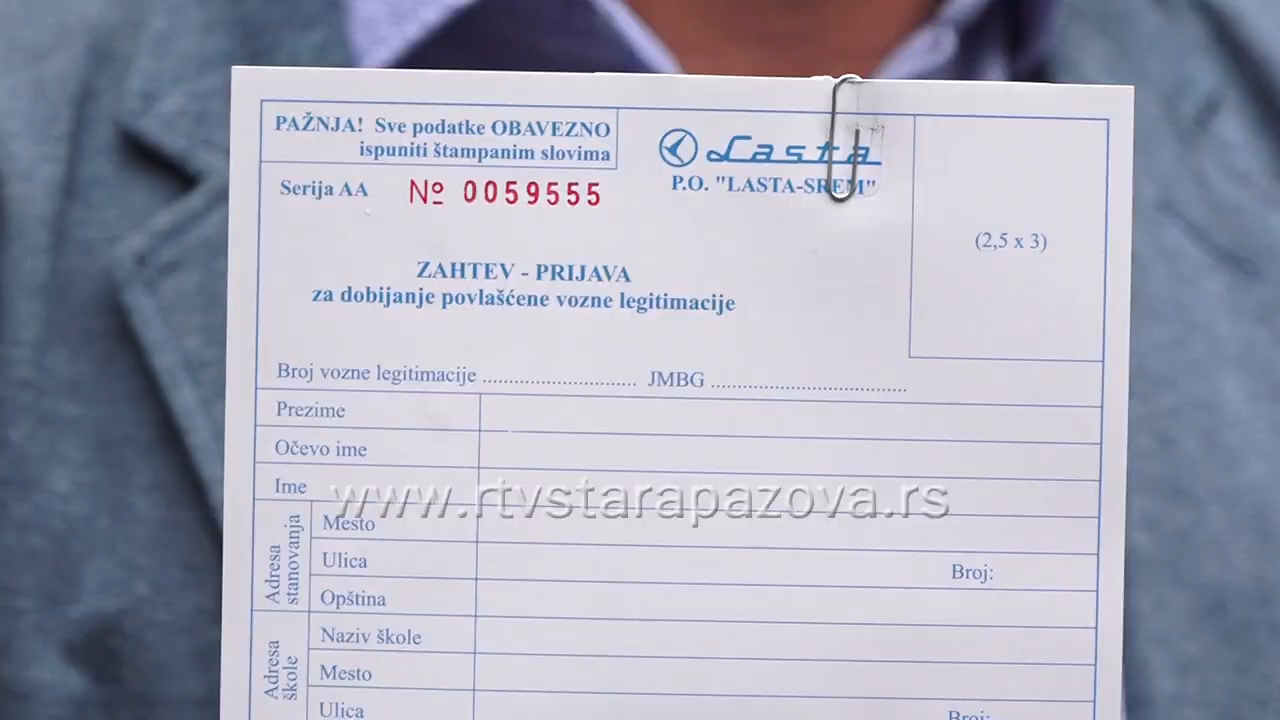 PAŽNJA! Sve podatke OBAVEZNO
ispuniti štampanim slovima
Lasta
P.O. "LASTA-SREM"
Serija AA № 0059555
(2,5 x 3)
ZAHTEV - PRIJAVA
za dobijanje povlašćene vozne legitimacije
Broj vozne legitimacije ............................ JMBG ....................................
Prezime
Očevo ime
Ime
www.rtvstarapazova.rs
Adresa stanovanja
Mesto
Ulica Broj:
Opština
Adresa škole
Naziv škole
Mesto
Ulica Broj: